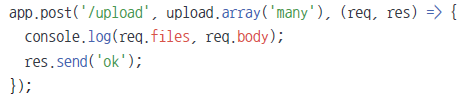 app.post('/upload', upload.array('many'), (req, res) => {
  console.log(req.files, req.body);
  res.send('ok');
});